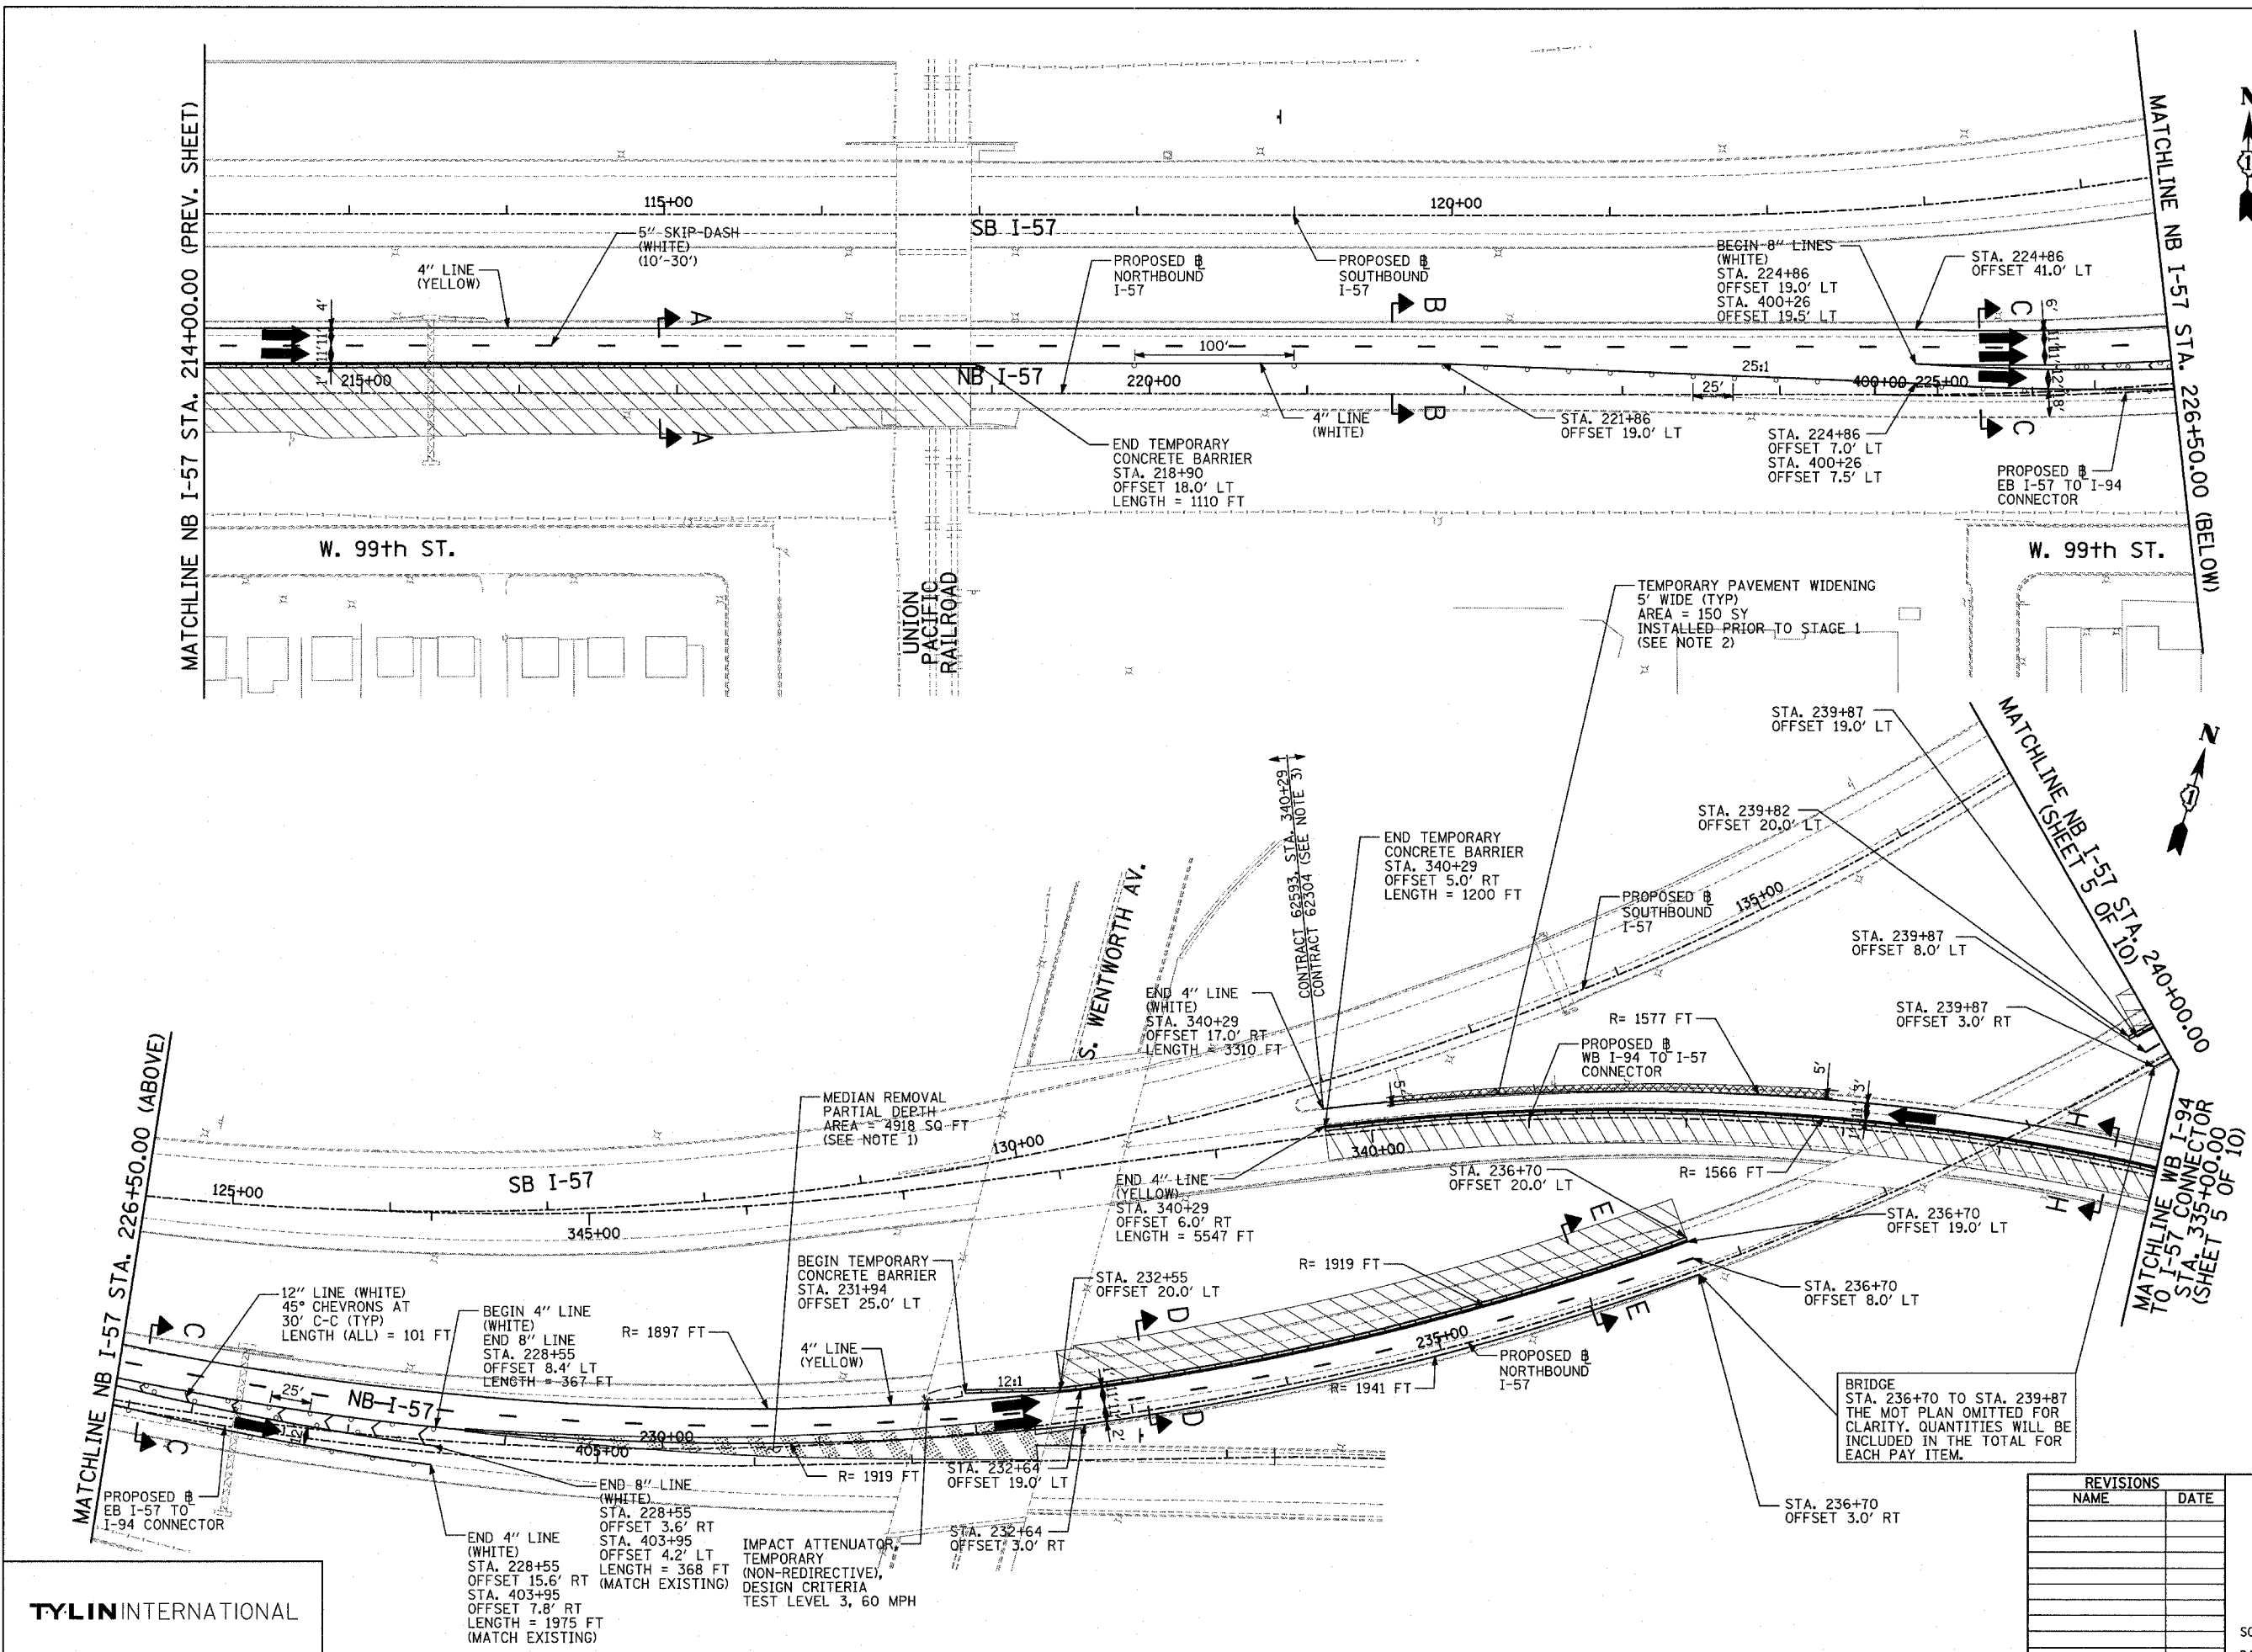 MATCHLINE NB I-57 STA. 214+00.00 (PREV. SHEET)
115+00
120+00
SB I-57
5" SKIP-DASH
(WHITE)
(10'-30')
4" LINE
(YELLOW)
PROPOSED B
NORTHBOUND
I-57
PROPOSED B
SOUTHBOUND
I-57
BEGIN 8" LINES
(WHITE)
STA. 224+86
OFFSET 19.0' LT
STA. 400+26
OFFSET 19.5' LT
STA. 224+86
OFFSET 41.0' LT
MATCHLINE NB I-57 STA. 226+50.00 (BELOW)
N
1
A
B
C
4'
11'
11'
1'
6'
11'
11'
12'
8'
100'
25:1
25'
215+00
NB I-57
220+00
400+00
225+00
A
B
C
4" LINE
(WHITE)
STA. 221+86
OFFSET 19.0' LT
STA. 224+86
OFFSET 7.0' LT
STA. 400+26
OFFSET 7.5' LT
PROPOSED B
EB I-57 TO I-94
CONNECTOR
END TEMPORARY
CONCRETE BARRIER
STA. 218+90
OFFSET 18.0' LT
LENGTH = 1110 FT
W. 99th ST.
W. 99th ST.
UNION
PACIFIC
RAILROAD
TEMPORARY PAVEMENT WIDENING
5' WIDE (TYP)
AREA = 150 SY
INSTALLED PRIOR TO STAGE 1
(SEE NOTE 2)
STA. 239+87
OFFSET 19.0' LT
MATCHLINE NB I-57 STA. 240+00.00
(SHEET 5 OF 10)
N
1
STA. 239+82
OFFSET 20.0' LT
CONTRACT 62593, STA. 340+29
CONTRACT 62304 (SEE NOTE 3)
END TEMPORARY
CONCRETE BARRIER
STA. 340+29
OFFSET 5.0' RT
LENGTH = 1200 FT
PROPOSED B
SOUTHBOUND
I-57
135+00
S. WENTWORTH AV.
STA. 239+87
OFFSET 8.0' LT
STA. 239+87
OFFSET 3.0' RT
END 4" LINE
(WHITE)
STA. 340+29
OFFSET 17.0' RT
LENGTH = 3310 FT
R= 1577 FT
PROPOSED B
WB I-94 TO I-57
CONNECTOR
5'
5'
3'
11'
1'
H
MATCHLINE NB I-57 STA. 226+50.00 (ABOVE)
MEDIAN REMOVAL
PARTIAL DEPTH
AREA = 4918 SQ FT
(SEE NOTE 1)
130+00
340+00
SB I-57
125+00
345+00
END 4" LINE
(YELLOW)
STA. 340+29
OFFSET 6.0' RT
LENGTH = 5547 FT
STA. 236+70
OFFSET 20.0' LT
R= 1566 FT
STA. 236+70
OFFSET 19.0' LT
H
MATCHLINE WB I-94
TO I-57 CONNECTOR
STA. 335+00.00
(SHEET 5 OF 10)
E
BEGIN TEMPORARY
CONCRETE BARRIER
STA. 231+94
OFFSET 25.0' LT
R= 1919 FT
STA. 232+55
OFFSET 20.0' LT
STA. 236+70
OFFSET 8.0' LT
12" LINE (WHITE)
45° CHEVRONS AT
30' C-C (TYP)
LENGTH (ALL) = 101 FT
BEGIN 4" LINE
(WHITE)
END 8" LINE
STA. 228+55
OFFSET 8.4' LT
LENGTH = 367 FT
R= 1897 FT
4" LINE
(YELLOW)
C
D
E
12:1
1'
11'
11'
2'
235+00
PROPOSED B
NORTHBOUND
I-57
R= 1941 FT
25'
12'
NB I-57
D
C
230+00
405+00
R= 1919 FT
STA. 232+64
OFFSET 19.0' LT
BRIDGE
STA. 236+70 TO STA. 239+87
THE MOT PLAN OMITTED FOR
CLARITY. QUANTITIES WILL BE
INCLUDED IN THE TOTAL FOR
EACH PAY ITEM.
PROPOSED B
EB I-57 TO
I-94 CONNECTOR
END 8" LINE
(WHITE)
STA. 228+55
OFFSET 3.6' RT
STA. 403+95
OFFSET 4.2' LT
LENGTH = 368 FT
(MATCH EXISTING)
STA. 236+70
OFFSET 3.0' RT
END 4" LINE
(WHITE)
STA. 228+55
OFFSET 15.6' RT
STA. 403+95
OFFSET 7.8' RT
LENGTH = 1975 FT
(MATCH EXISTING)
IMPACT ATTENUATOR,
TEMPORARY
(NON-REDIRECTIVE),
DESIGN CRITERIA
TEST LEVEL 3, 60 MPH
STA. 232+64
OFFSET 3.0' RT
REVISIONS
NAME DATE
TYLIN INTERNATIONAL